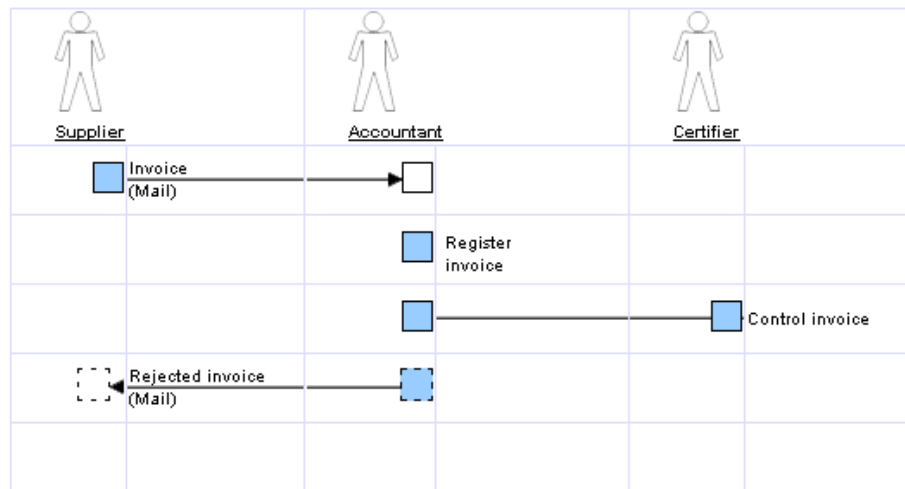 Supplier
Accountant
Certifier
Invoice
(Mail)
Register
invoice
Control invoice
Rejected invoice
(Mail)